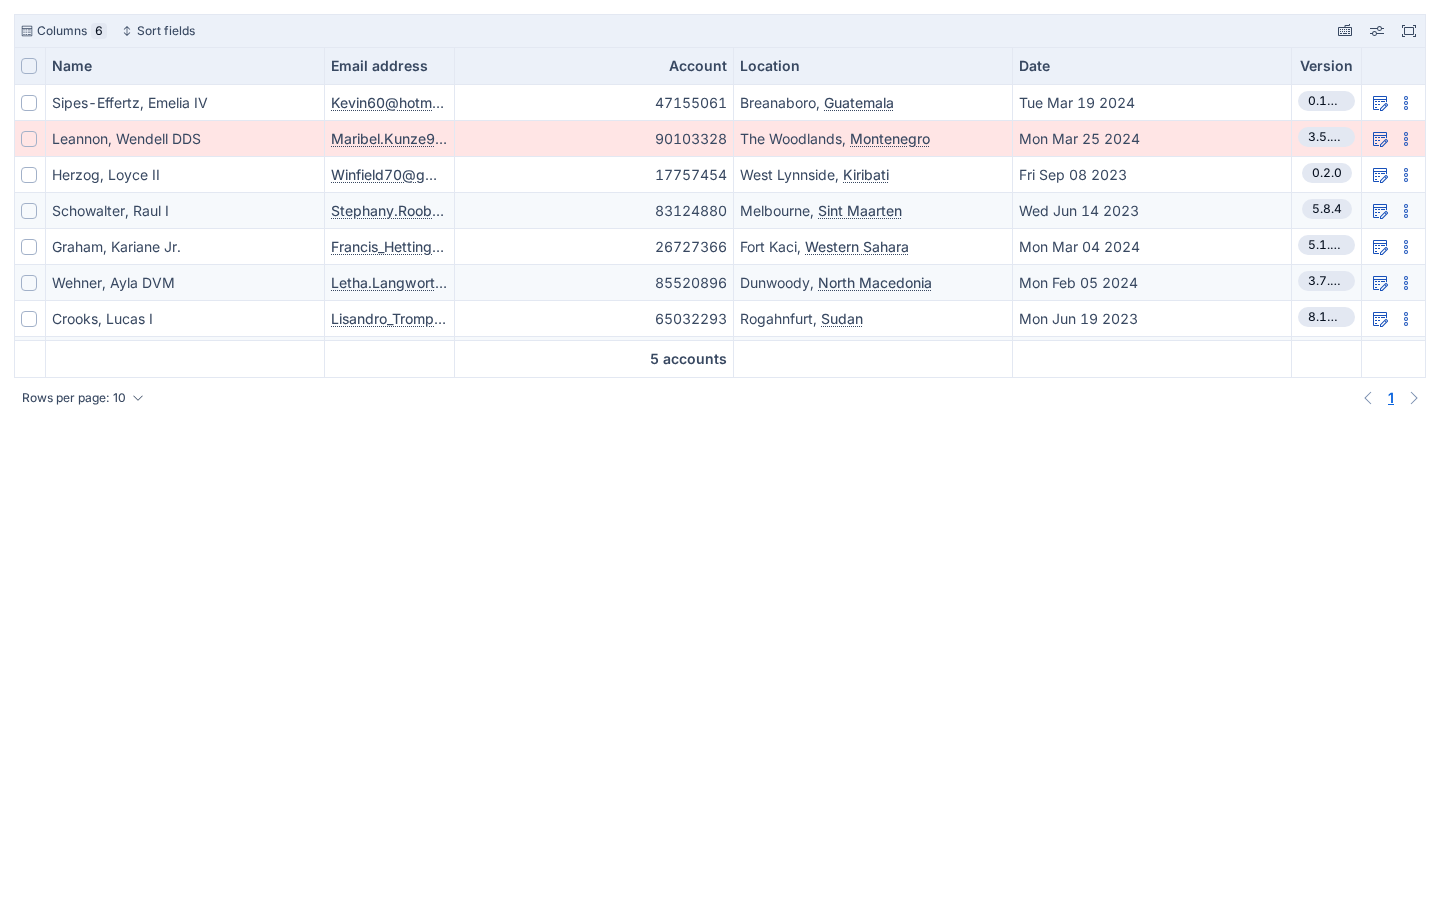 Columns 6 Sort fields
Name Email address Account Location Date Version
Sipes-Effertz, Emelia IV Kevin60@hotm... 47155061 Breanaboro, Guatemala Tue Mar 19 2024 0.1...
Leannon, Wendell DDS Maribel.Kunze9... 90103328 The Woodlands, Montenegro Mon Mar 25 2024 3.5....
Herzog, Loyce II Winfield70@g... 17757454 West Lynnside, Kiribati Fri Sep 08 2023 0.2.0
Schowalter, Raul I Stephany.Roob... 83124880 Melbourne, Sint Maarten Wed Jun 14 2023 5.8.4
Graham, Kariane Jr. Francis_Hetting... 26727366 Fort Kaci, Western Sahara Mon Mar 04 2024 5.1....
Wehner, Ayla DVM Letha.Langwort... 85520896 Dunwoody, North Macedonia Mon Feb 05 2024 3.7....
Crooks, Lucas I Lisandro_Tromp... 65032293 Rogahnfurt, Sudan Mon Jun 19 2023 8.1...
5 accounts
Rows per page: 10 1